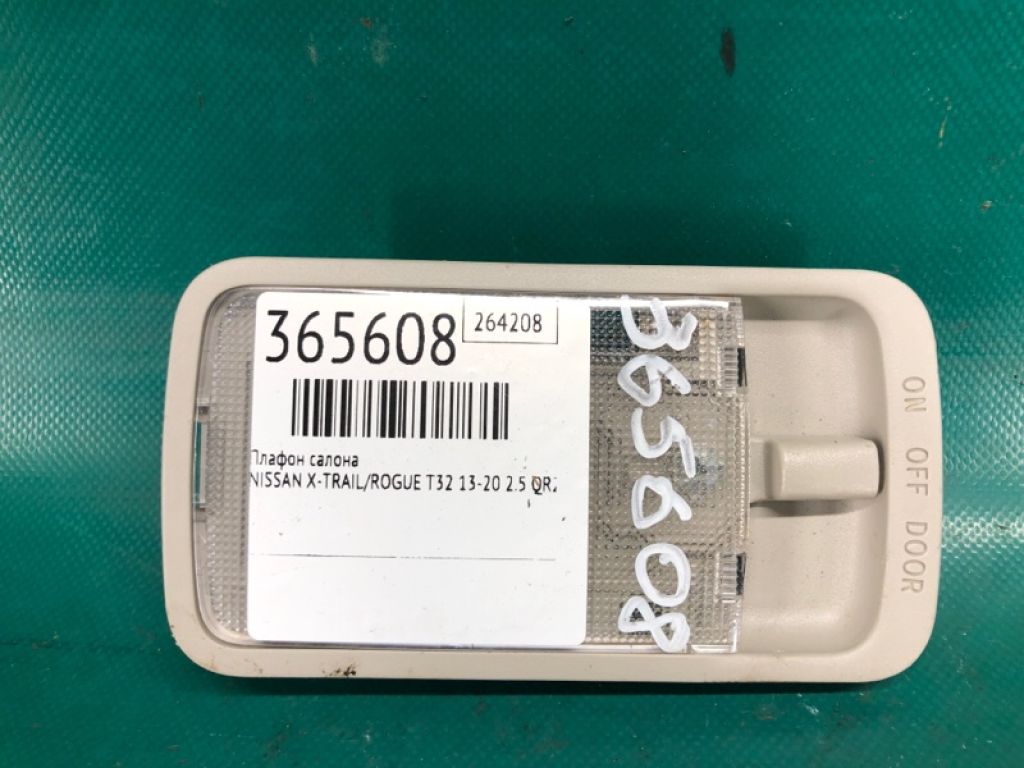 365608
264208
Плафон салона
NISSAN X-TRAIL/ROGUE T32 13-20 2.5
365608
ON OFF DOOR